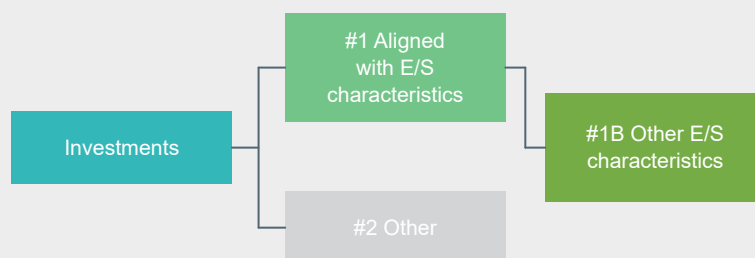 #1 Aligned
with E/S
characteristics
Investments
#1B Other E/S
characteristics
#2 Other